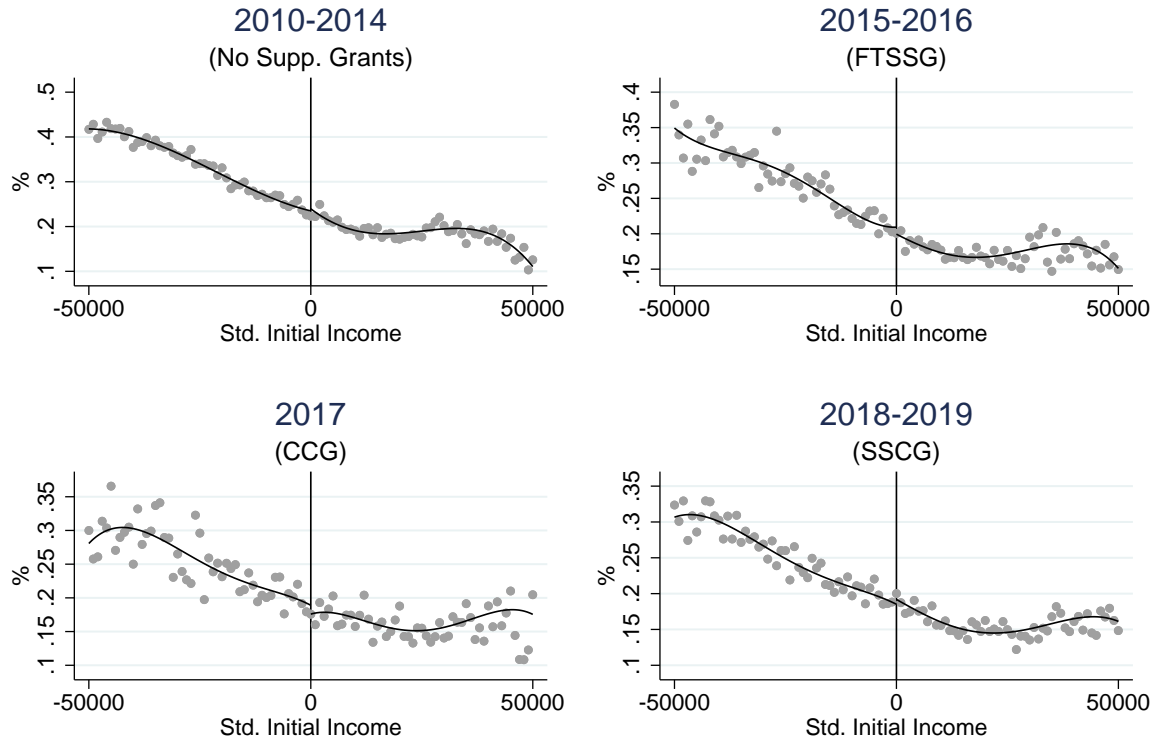 2010-2014
(No Supp. Grants)
%
.5
.4
.3
.2
.1
-50000 0 50000
Std. Initial Income
2015-2016
(FTSSG)
%
.4
.35
.3
.25
.2
.15
-50000 0 50000
Std. Initial Income
2017
(CCG)
%
.35
.3
.25
.2
.15
.1
-50000 0 50000
Std. Initial Income
2018-2019
(SSCG)
%
.35
.3
.25
.2
.15
.1
-50000 0 50000
Std. Initial Income